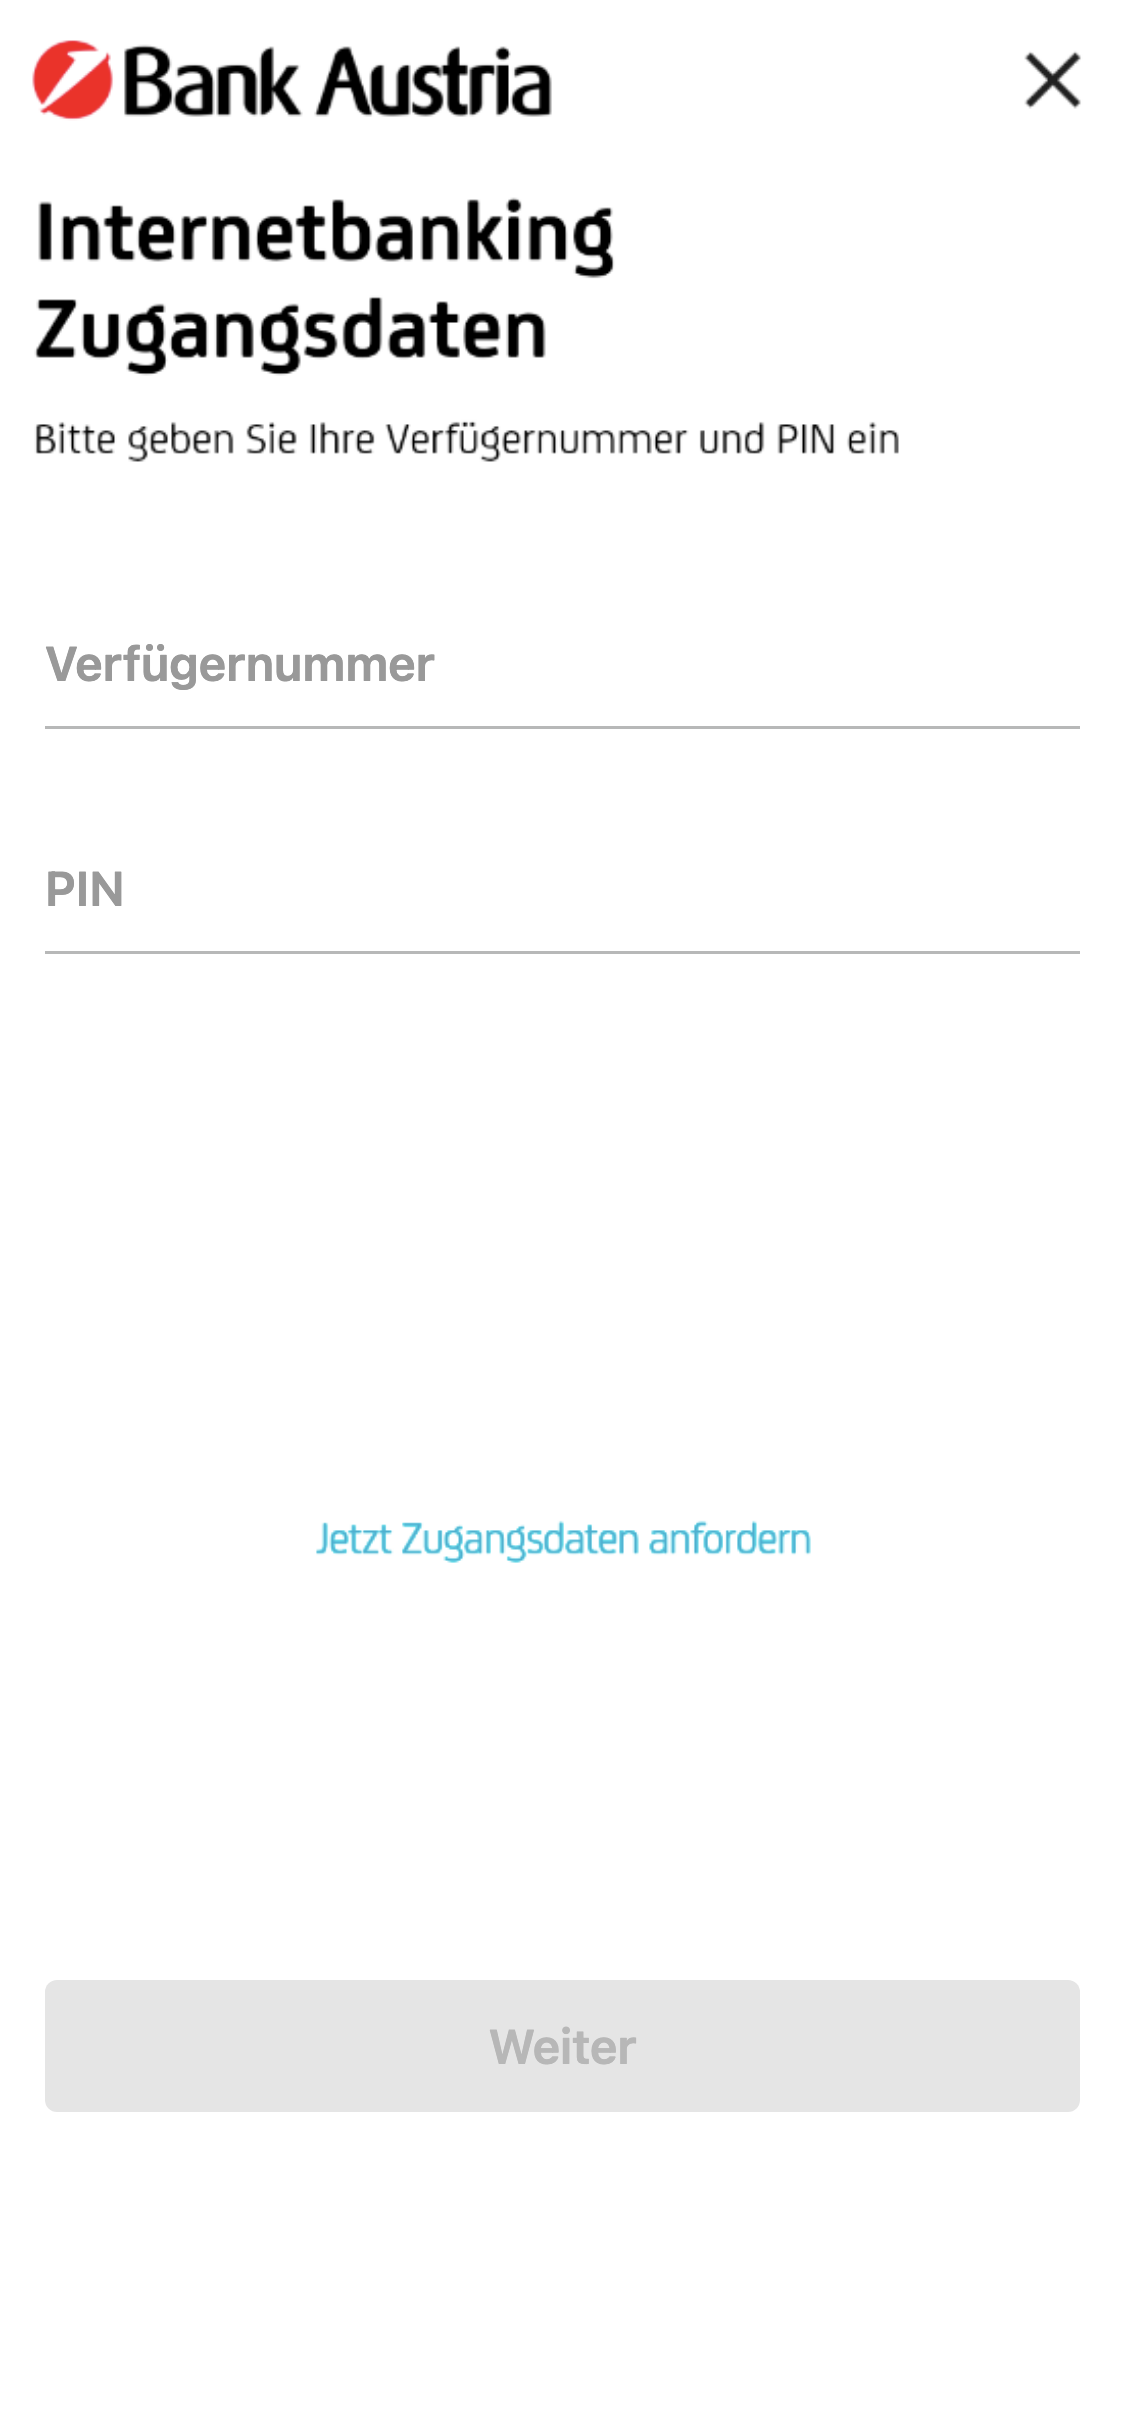 Bank Austria
Internetbanking
Zugangsdaten
Bitte geben Sie Ihre Verfügernummer und PIN ein
Verfügernummer
PIN
Jetzt Zugangsdaten anfordern
Weiter